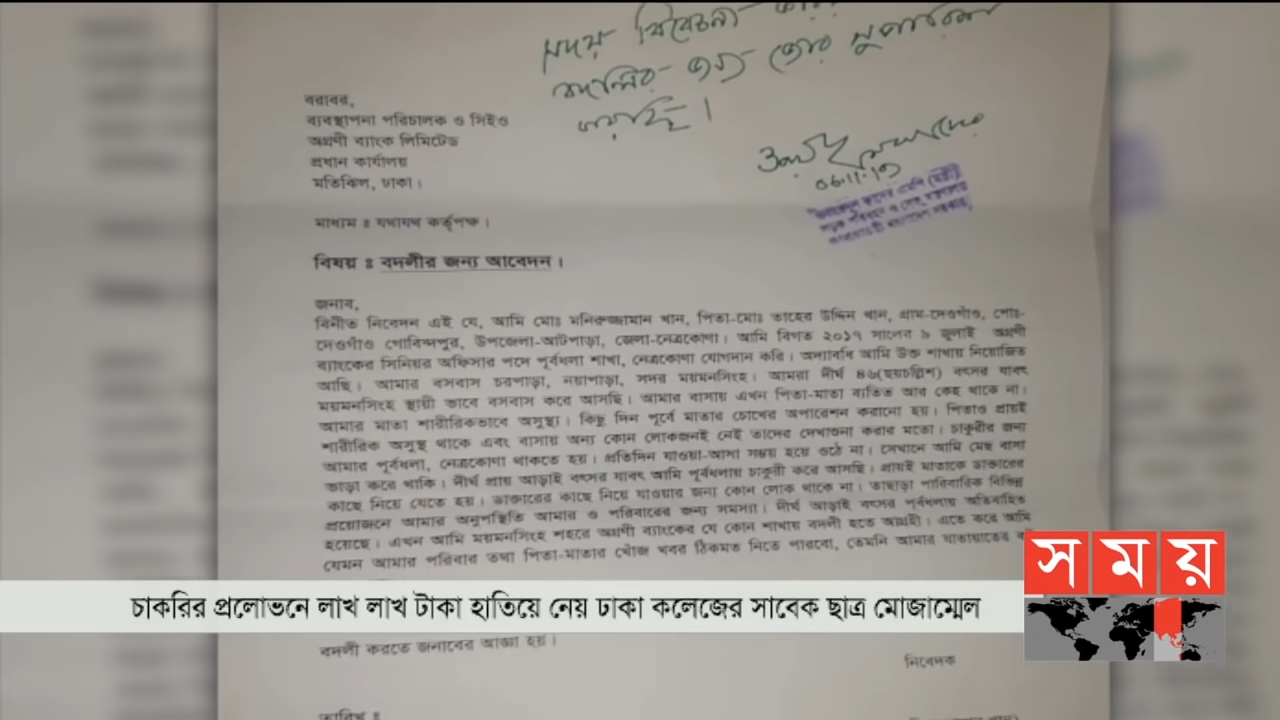 সদয় বিবেচনা
বদলির জন্য জোর সুপারিশ
করছি।
বরাবর,
ব্যবস্থাপনা পরিচালক ও সিইও
অগ্রণী ব্যাংক লিমিটেড
প্রধান কার্যালয়
মতিঝিল, ঢাকা।
মাধ্যম ঃ যথাযথ কর্তৃপক্ষ।
বিষয় ঃ বদলীর জন্য আবেদন।
জনাব,
বিনীত নিবেদন এই যে, আমি মোঃ মনিরুজ্জামান খান, পিতা-মোঃ তাহের উদ্দিন খান, গ্রাম-দেওগাঁও, পোঃ-
দেওগাঁও গোবিন্দপুর, উপজেলা-আটপাড়া, জেলা-নেত্রকোণা। আমি বিগত ২০১৭ সালের ৯ জুলাই অগ্রণী
ব্যাংকের সিনিয়র অফিসার পদে পূর্বধলা শাখা, নেত্রকোণা যোগদান করি। অদ্যাবধি আমি উক্ত শাখায় নিয়োজিত
আছি। আমার বসবাস চরপাড়া, নয়াপাড়া, সদর ময়মনসিংহ। আমরা দীর্ঘ ৪৬(ছয়চল্লিশ) বৎসর যাবৎ
ময়মনসিংহ স্থায়ী ভাবে বসবাস করে আসছি। আমার বাসায় এখন পিতা-মাতা ব্যতিত আর কেহ থাকে না।
আমার মাতা শারীরিকভাবে অসুস্থ্য। কিছু দিন পূর্বে মাতার চোখের অপারেশন করানো হয়। পিতাও প্রায়ই
শারীরিক অসুস্থ থাকে এবং বাসায় অন্য কোন লোকজনই নেই তাদের দেখাশুনা করার মতো। চাকুরীর জন্য
আমার পূর্বধলা, নেত্রকোণা থাকতে হয়। প্রতিদিন যাওয়া-আসা সম্ভব হয়ে ওঠে না। সেখানে আমি মেছ বাসা
ভাড়া করে থাকি। দীর্ঘ প্রায় আড়াই বৎসর যাবৎ আমি পূর্বধলায় চাকুরী করে আসছি। প্রায়ই মাতাকে ডাক্তারের
কাছে নিয়ে যেতে হয়। ডাক্তারের কাছে নিয়ে যাওয়ার জন্য কোন লোক থাকে না। তাছাড়া পারিবারিক বিভিন্ন
প্রয়োজনে আমার অনুপস্থিতি আমার ও পরিবারের জন্য সমস্যা। দীর্ঘ আড়াই বৎসর পূর্বধলায় অতিবাহিত
হয়েছে। এখন আমি ময়মনসিংহ শহরে অগ্রণী ব্যাংকের যে কোন শাখায় বদলী হতে আগ্রহী। এতে করে আমি
যেমন আমার পরিবার তথা পিতা-মাতার খোঁজ খবর ঠিকমত নিতে পারবো, তেমনি আমার যাতায়াতের
সময়
চাকরির প্রলোভনে লাখ লাখ টাকা হাতিয়ে নেয় ঢাকা কলেজের সাবেক ছাত্র মোজাম্মেল
বদলী করতে জনাবের আজ্ঞা হয়।
নিবেদক
তারিখ ঃ